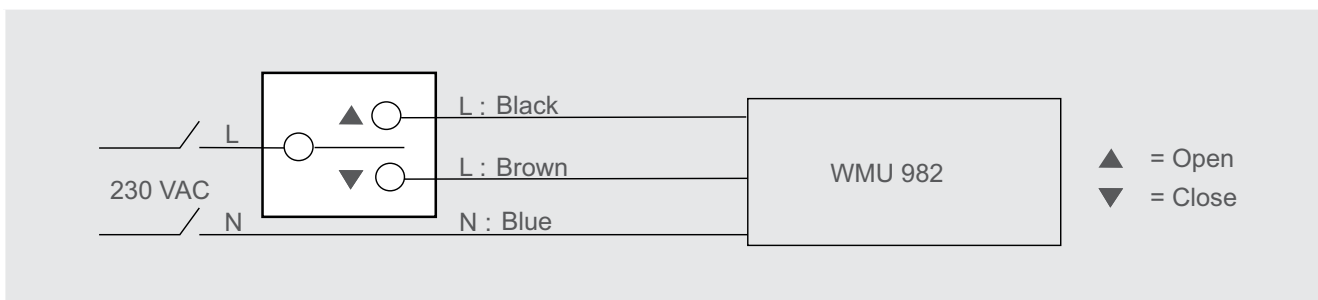 L : Black
▲ = Open
L
L : Brown
WMU 982
▼ = Close
230 VAC
N
N : Blue